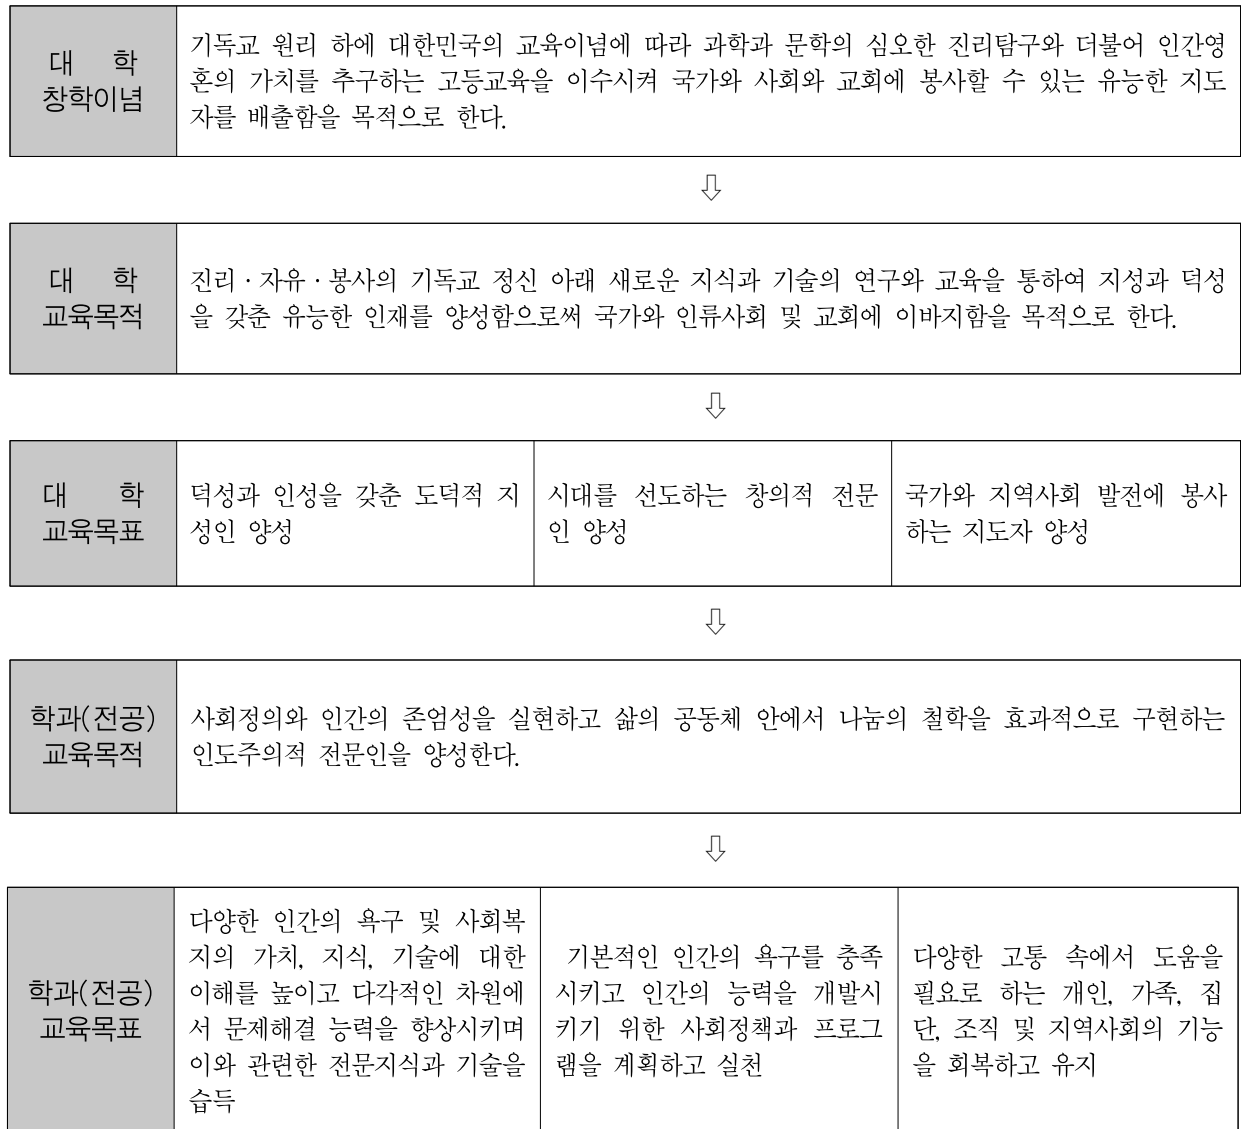 대 학
창학이념
기독교 원리 하에 대한민국의 교육이념에 따라 과학과 문학의 심오한 진리탐구와 더불어 인간영
혼의 가치를 추구하는 고등교육을 이수시켜 국가와 사회와 교회에 봉사할 수 있는 유능한 지도
자를 배출함을 목적으로 한다.
⇩
대 학
교육목적
진리·자유·봉사의 기독교 정신 아래 새로운 지식과 기술의 연구와 교육을 통하여 지성과 덕성
을 갖춘 유능한 인재를 양성함으로써 국가와 인류사회 및 교회에 이바지함을 목적으로 한다.
⇩
대 학
교육목표
덕성과 인성을 갖춘 도덕적 지
성인 양성
시대를 선도하는 창의적 전문
인 양성
국가와 지역사회 발전에 봉사
하는 지도자 양성
⇩
학과(전공)
교육목적
사회정의와 인간의 존엄성을 실현하고 삶의 공동체 안에서 나눔의 철학을 효과적으로 구현하는
인도주의적 전문인을 양성한다.
⇩
학과(전공)
교육목표
다양한 인간의 욕구 및 사회복
지의 가치, 지식, 기술에 대한
이해를 높이고 다각적인 차원에
서 문제해결 능력을 향상시키며
이와 관련한 전문지식과 기술을
습득
기본적인 인간의 욕구를 충족
시키고 인간의 능력을 개발시
키기 위한 사회정책과 프로그
램을 계획하고 실천
다양한 고통 속에서 도움을
필요로 하는 개인, 가족, 집
단, 조직 및 지역사회의 기능
을 회복하고 유지